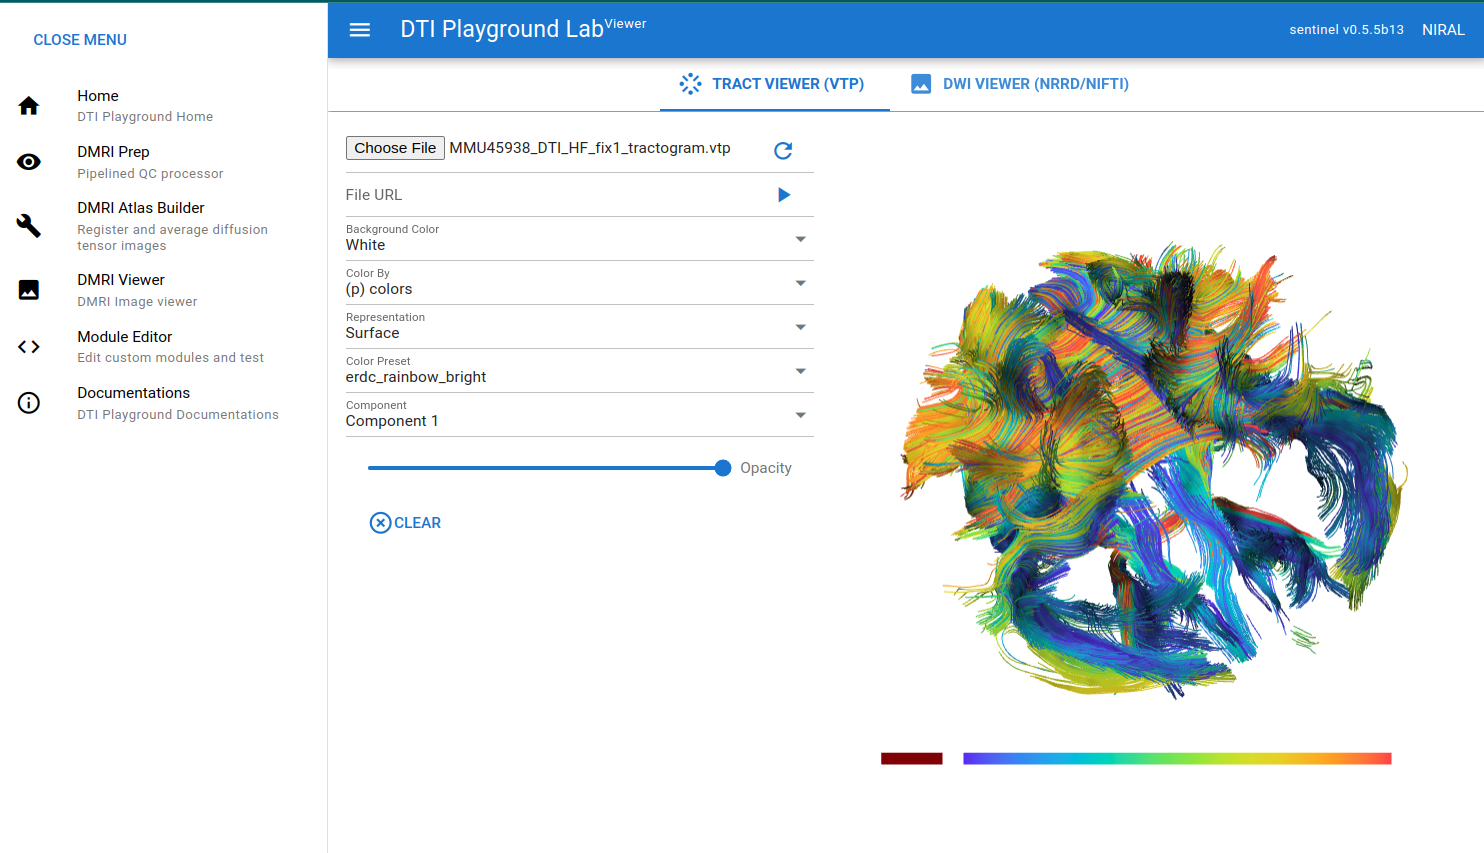 CLOSE MENU
Home
DTI Playground Home
DMRI Prep
Pipelined QC processor
DMRI Atlas Builder
Register and average diffusion
tensor images
DMRI Viewer
DMRI Image viewer
Module Editor
Edit custom modules and test
Documentations
DTI Playground Documentations
DTI Playground Lab Viewer
sentinel v0.5.5b13 NIRAL
TRACT VIEWER (VTP) DWI VIEWER (NRRD/NIFTI)
Choose File MMU45938_DTI_HF_fix1_tractogram.vtp
File URL
Background Color
White
Color By
(p) colors
Representation
Surface
Color Preset
erdc_rainbow_bright
Component
Component 1
Opacity
CLEAR